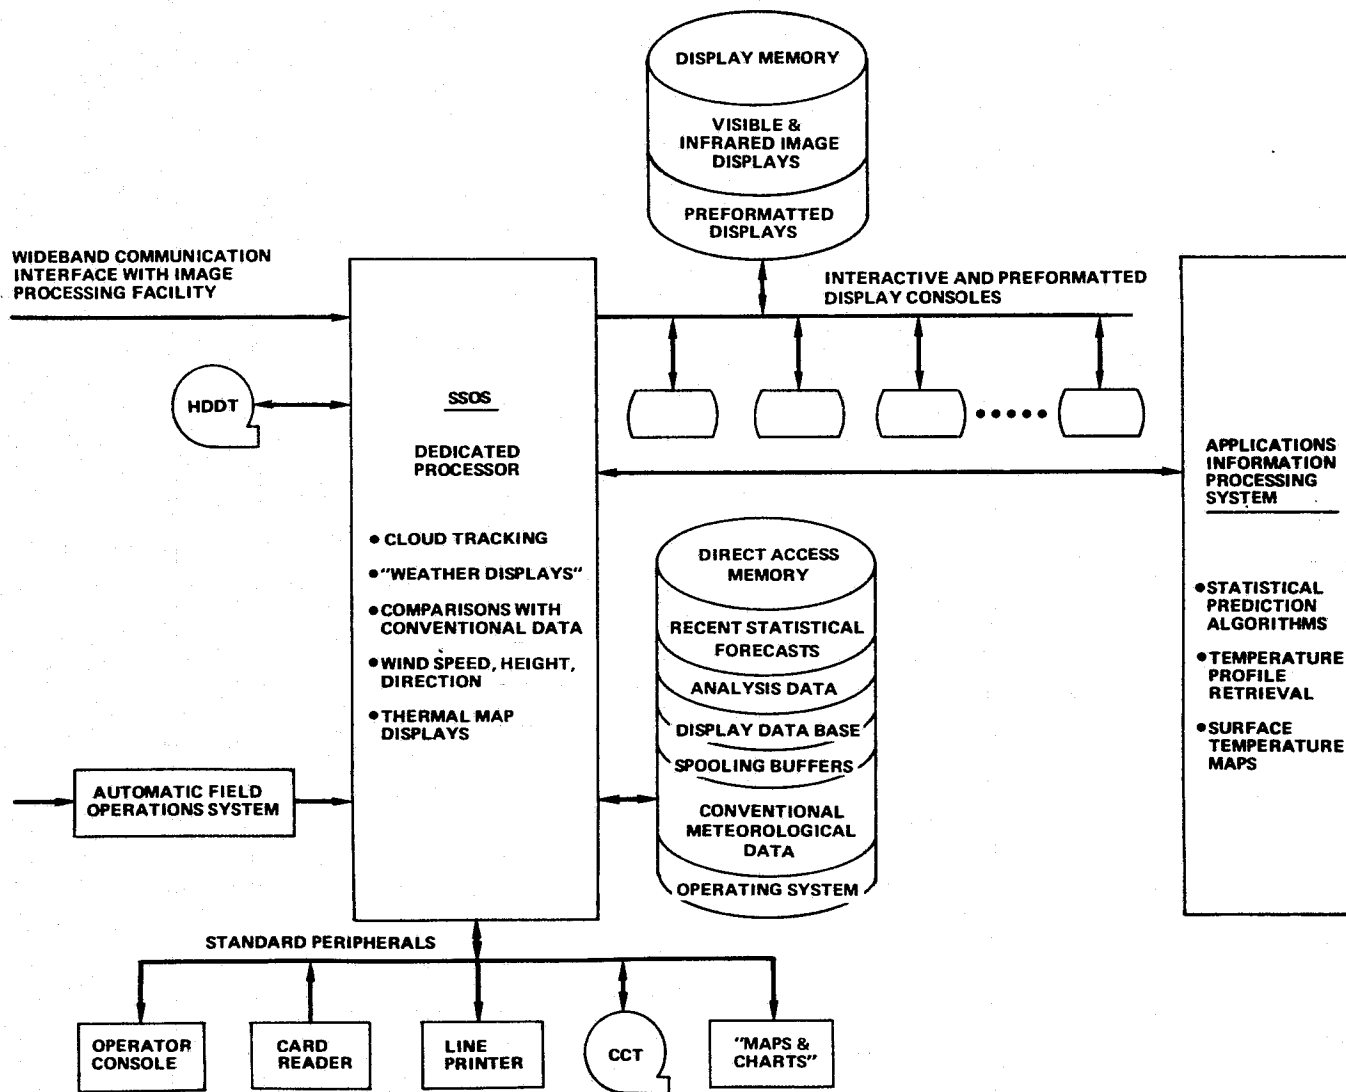 DISPLAY MEMORY
VISIBLE &
INFRARED IMAGE
DISPLAYS
PREFORMATTED
DISPLAYS
WIDEBAND COMMUNICATION
INTERFACE WITH IMAGE
PROCESSING FACILITY
INTERACTIVE AND PREFORMATTED
DISPLAY CONSOLES
HDDT
SSOS
DEDICATED
PROCESSOR
● CLOUD TRACKING
● "WEATHER DISPLAYS"
● COMPARISONS WITH
CONVENTIONAL DATA
● WIND SPEED, HEIGHT,
DIRECTION
● THERMAL MAP
DISPLAYS
APPLICATIONS
INFORMATION
PROCESSING
SYSTEM
● STATISTICAL
PREDICTION
ALGORITHMS
● TEMPERATURE
PROFILE
RETRIEVAL
● SURFACE
TEMPERATURE
MAPS
DIRECT ACCESS
MEMORY
RECENT STATISTICAL
FORECASTS
ANALYSIS DATA
DISPLAY DATA BASE
SPOOLING BUFFERS
CONVENTIONAL
METEOROLOGICAL
DATA
OPERATING SYSTEM
AUTOMATIC FIELD
OPERATIONS SYSTEM
STANDARD PERIPHERALS
OPERATOR
CONSOLE
CARD
READER
LINE
PRINTER
CCT
"MAPS &
CHARTS"